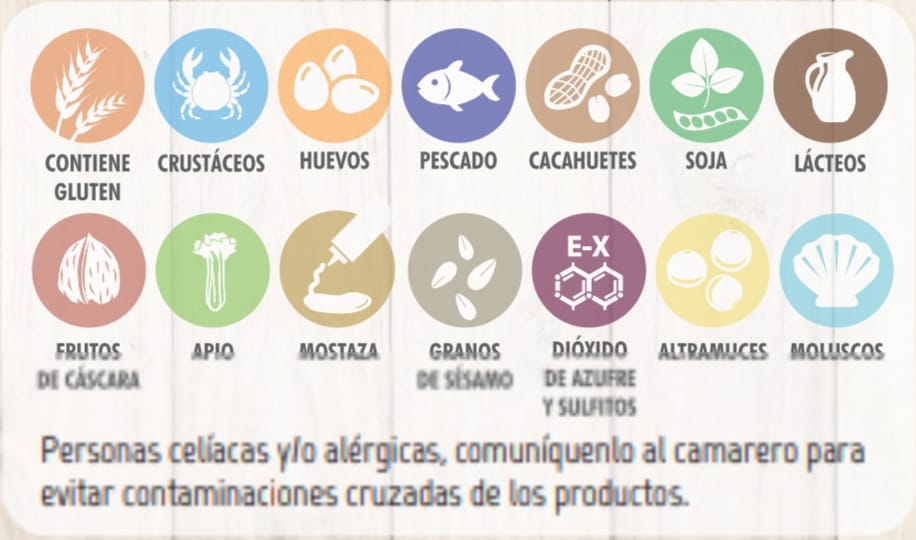 CONTIENE GLUTEN
CRUSTÁCEOS
HUEVOS
PESCADO
CACAHUETES
SOJA
LÁCTEOS
E-X
FRUTOS DE CÁSCARA
APIO
MOSTAZA
GRANOS DE SÉSAMO
DIÓXIDO DE AZUFRE Y SULFITOS
ALTRAMUCES
MOLUSCOS
Personas celíacas y/o alérgicas, comuníquenlo al camarero para
evitar contaminaciones cruzadas de los productos.